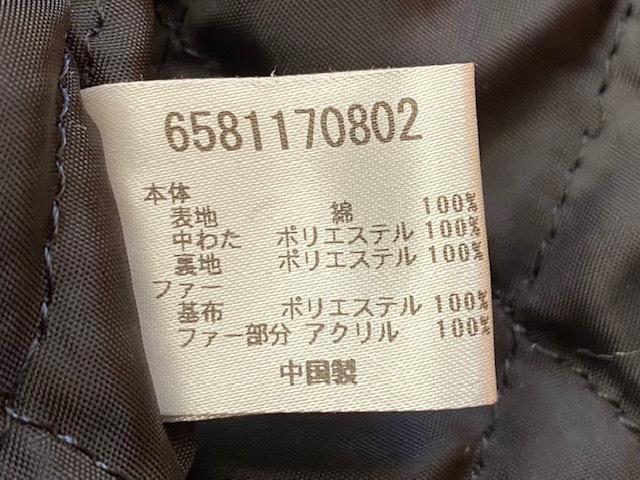 6581170802
本体
表地 綿 100%
中わた ポリエステル 100%
裏地 ポリエステル 100%
ファー
基布 ポリエステル 100%
ファー部分 アクリル 100%
中国製